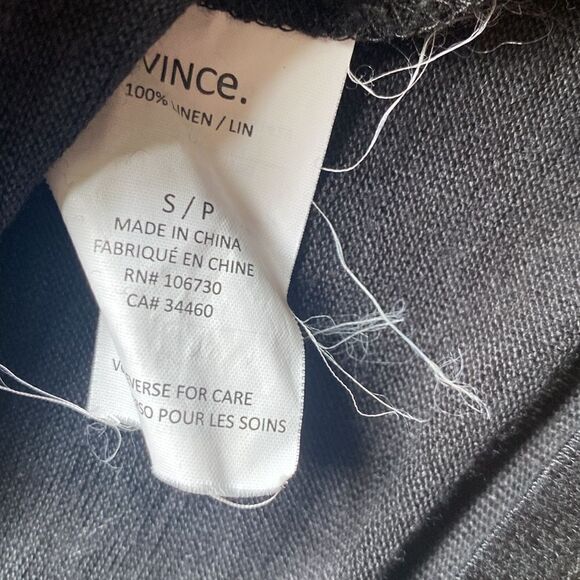 VINCe.
100% LINEN / LIN
S / P
MADE IN CHINA
FABRIQUÉ EN CHINE
RN# 106730
CA# 34460
FOR CARE
POUR LES SOINS